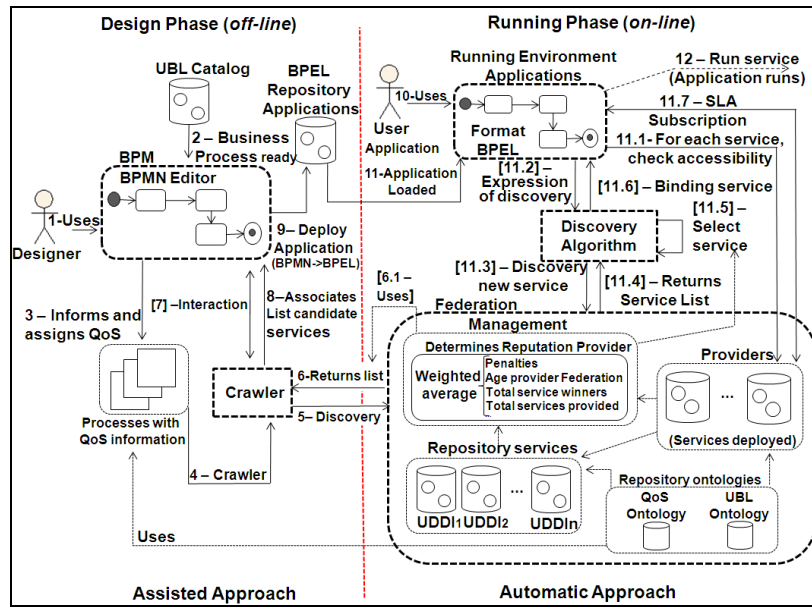 Design Phase (off-line)
Running Phase (on-line)
UBL Catalog
BPEL
Repository
Applications
2 – Business
Process ready
BPM
BPMN Editor
1-Uses
Designer
9– Deploy
Application
(BPMN->BPEL)
3 – Informs and
assigns QoS
[7] –Interaction
8–Associates
List candidate
services
Processes with
QoS information
Crawler
4 – Crawler
6-Returns list
5– Discovery
[6.1 –
Uses]
Uses
Assisted Approach
Running Environment
Applications
10-Uses
User
Application
Format
BPEL
11-Application
Loaded
12 – Run service
(Application runs)
11.7 – SLA
Subscription
11.1- For each service,
check accessibility
[11.2] –
Expression
of discovery
[11.6] – Binding service
Discovery
Algorithm
[11.5] –
Select
service
[11.3] – Discovery
new service
[11.4] – Returns
Service List
Federation
Management
Determines Reputation Provider
Weighted
average
Penalties
Age provider Federation
Total service winners
Total services provided
Providers
...
(Services deployed)
Repository services
...
UDDI1 UDDI2 UDDIn
Repository ontologies
QoS
Ontology
UBL
Ontology
Automatic Approach